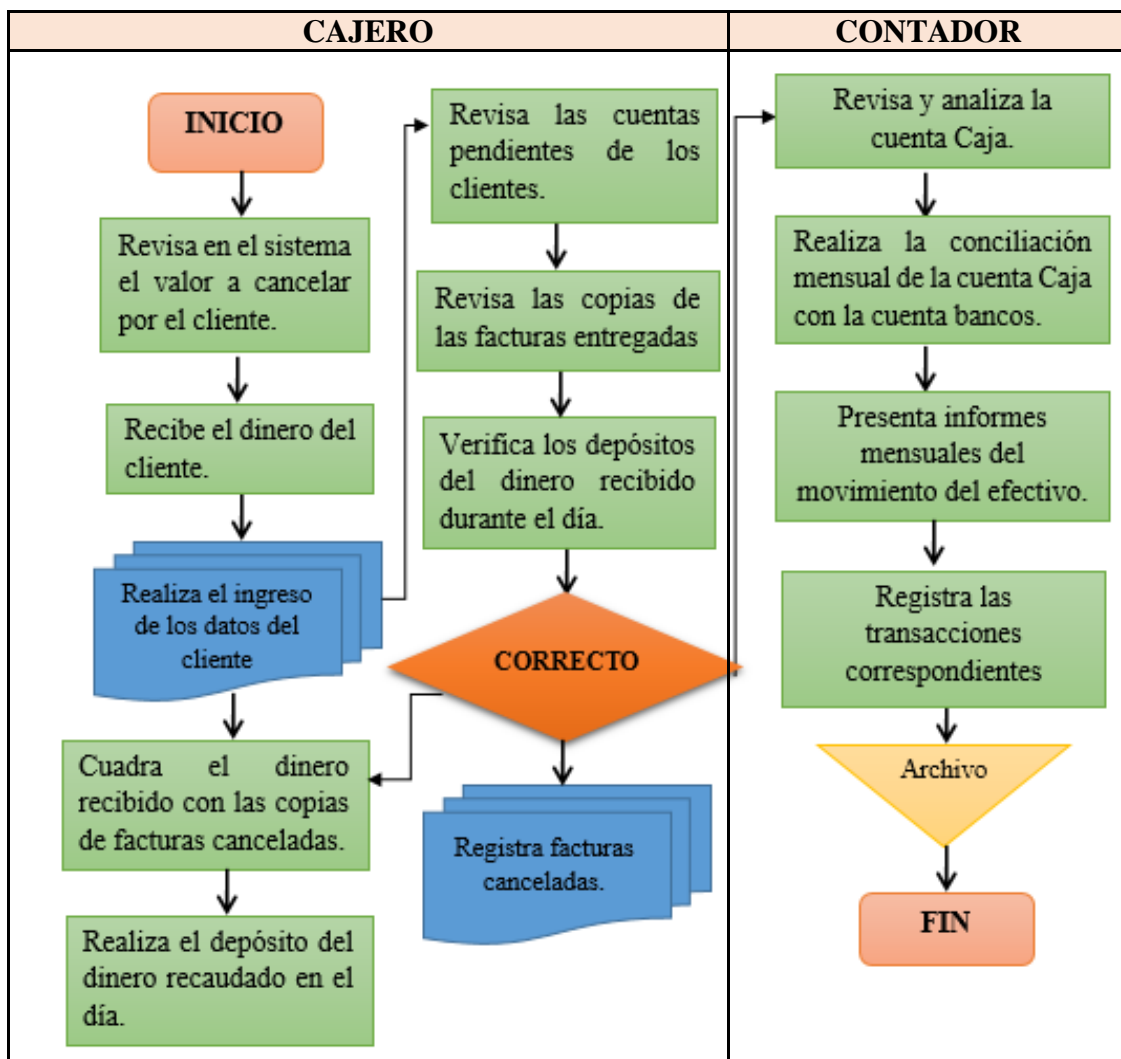 CAJERO
CONTADOR
INICIO
Revisa en el sistema
el valor a cancelar
por el cliente.
Recibe el dinero del
cliente.
Realiza el ingreso
de los datos del
cliente
Cuadra el dinero
recibido con las copias
de facturas canceladas.
Realiza el depósito del
dinero recaudado en el
día.
Revisa las cuentas
pendientes de los
clientes.
Revisa las copias de
las facturas entregadas
Verifica los depósitos
del dinero recibido
durante el día.
CORRECTO
Registra facturas
canceladas.
Revisa y analiza la
cuenta Caja.
Realiza la conciliación
mensual de la cuenta Caja
con la cuenta bancos.
Presenta informes
mensuales del
movimiento del efectivo.
Registra las
transacciones
correspondientes
Archivo
FIN